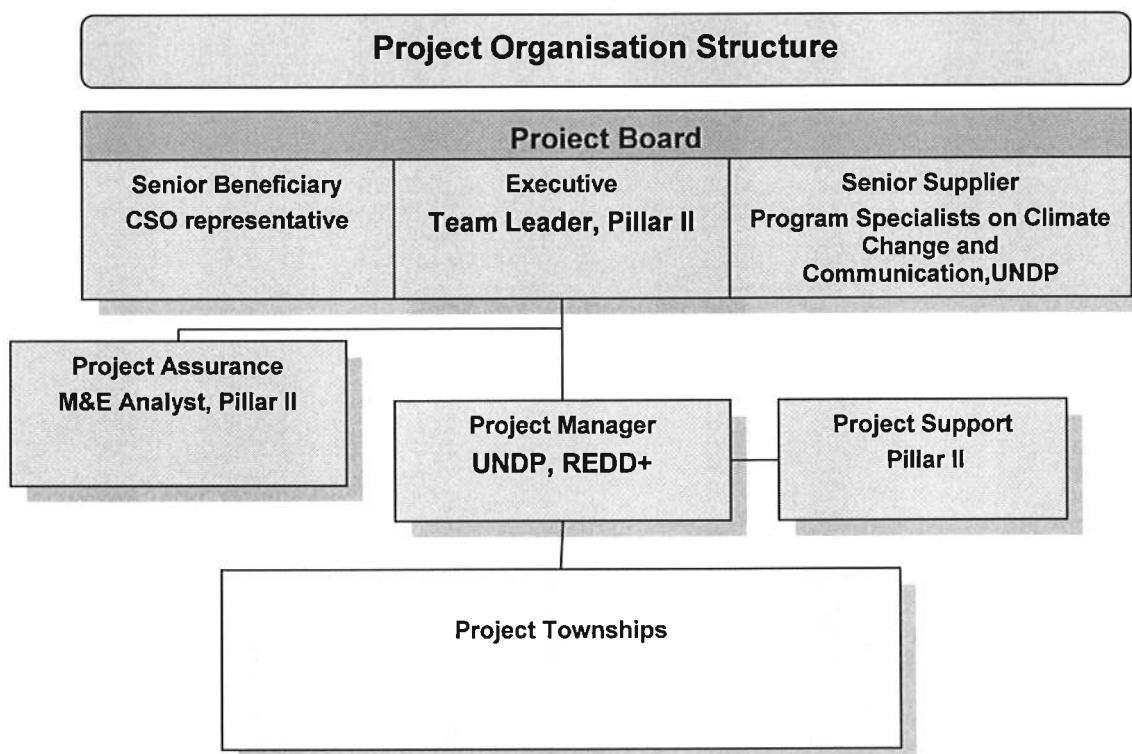 Project Organisation Structure
Project Board
Senior Beneficiary
CSO representative
Executive
Team Leader, Pillar II
Senior Supplier
Program Specialists on Climate
Change and
Communication,UNDP
Project Assurance
M&E Analyst, Pillar II
Project Manager
UNDP, REDD+
Project Support
Pillar II
Project Townships